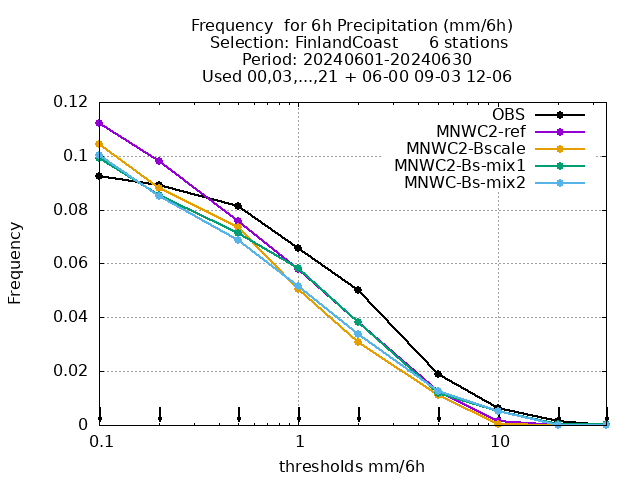 Frequency  for 6h Precipitation (mm/6h)
Selection: FinlandCoast      6 stations
Period: 20240601-20240630
Used 00,03,...,21 + 06-00 09-03 12-06
OBS
MNWC2-ref
MNWC2-Bscale
MNWC2-Bs-mix1
MNWC-Bs-mix2
Frequency
0.12
0.1
0.08
0.06
0.04
0.02
0
0.1
1
10
thresholds mm/6h